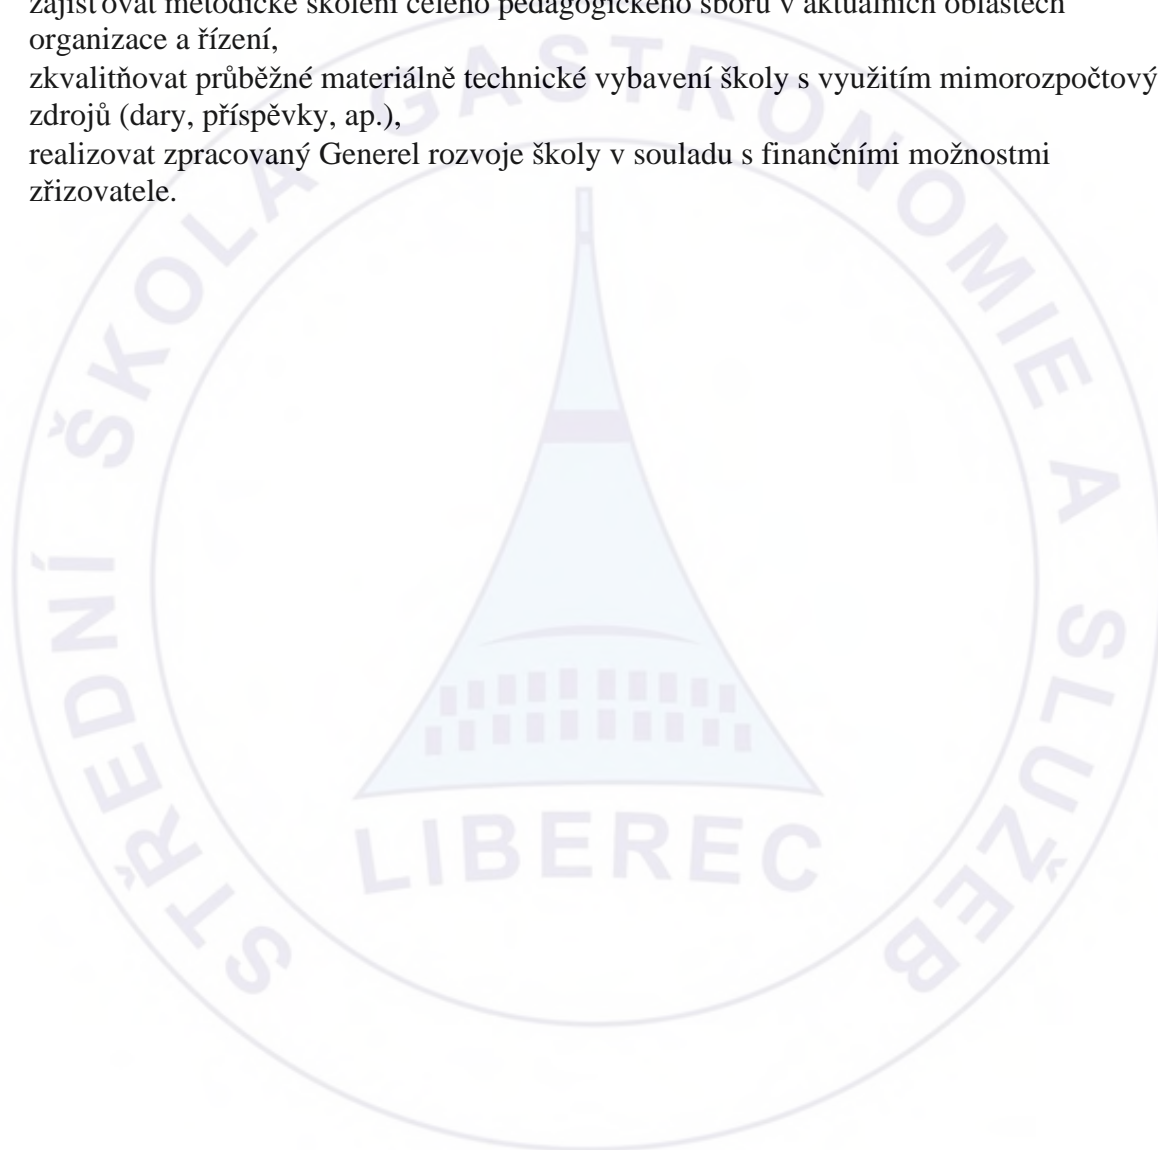 zajišťovat metodické školení celého pedagogického sboru v aktuálních oblastech
organizace a řízení,
zkvalitňovat průběžné materiálně technické vybavení školy s využitím mimorozpočtový
zdrojů (dary, příspěvky, ap.),
realizovat zpracovaný Generel rozvoje školy v souladu s finančními možnostmi
zřizovatele.
STŘEDNÍ ŠKOLA GASTRONOMIE A SLUŽEB
LIBEREC